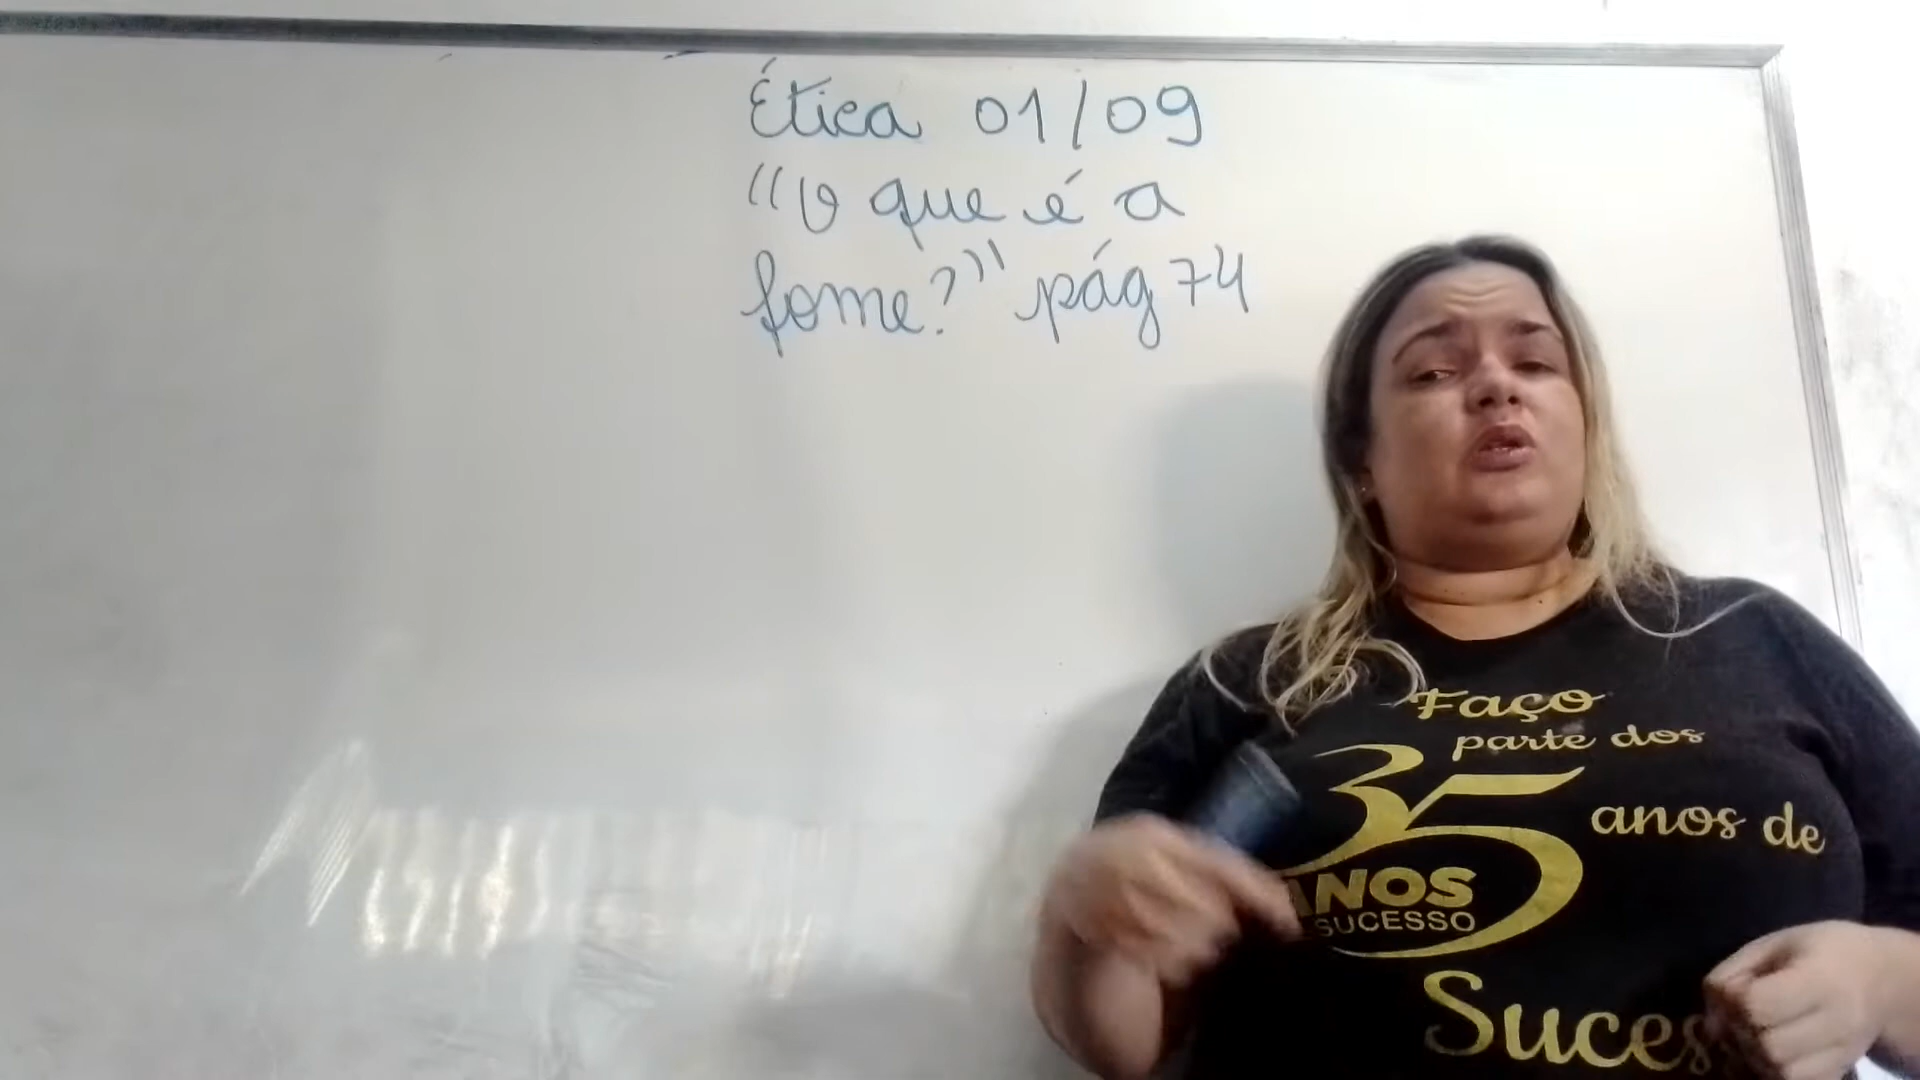 Ética 01/09
"O que é a
fome?" pág 74
Faço
parte dos
35 anos de
ANOS
SUCESSO
Suces